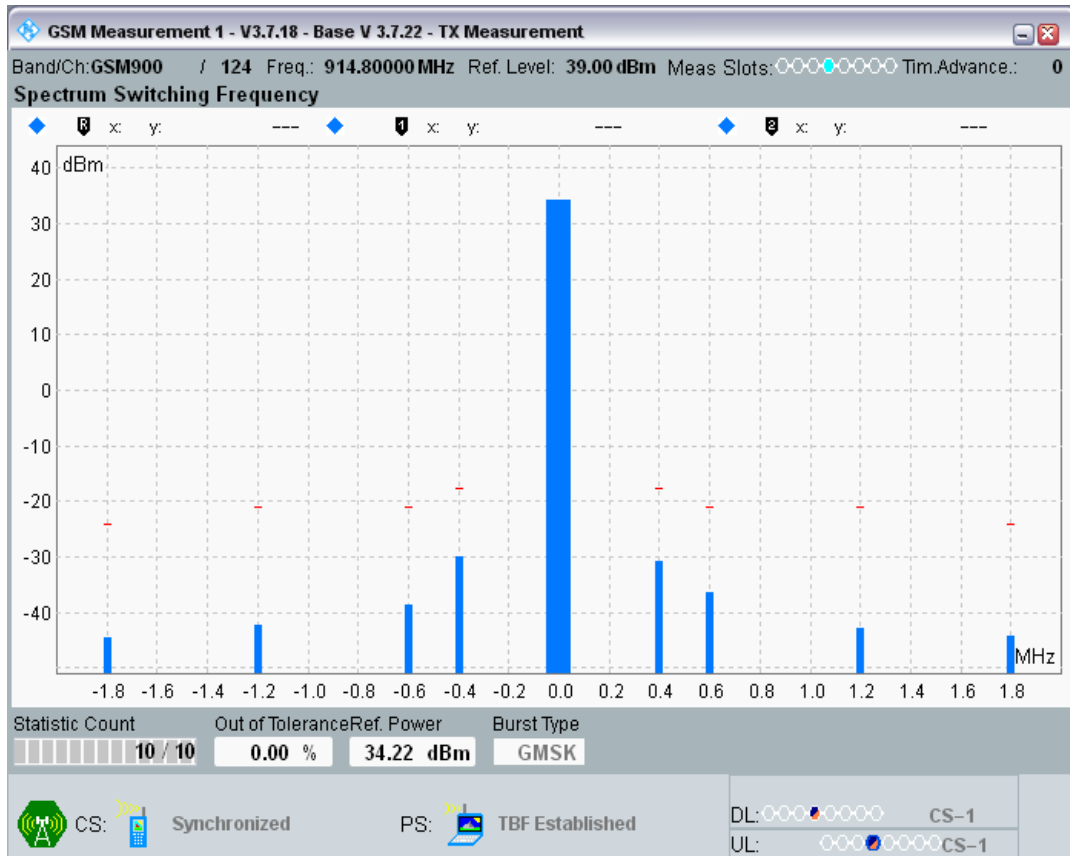 GSM Measurement 1 - V3.7.18 - Base V 3.7.22 - TX Measurement
Band/Ch:GSM900 / 124 Freq.: 914.80000 MHz Ref. Level: 39.00 dBm Meas Slots: Tim.Advance.: 0
Spectrum Switching Frequency
R x: y: --- 1 x: y: --- 2 x: y: ---
40 dBm
30
20
10
0
-10
-20
-30
-40
MHz
-1.8 -1.6 -1.4 -1.2 -1.0 -0.8 -0.6 -0.4 -0.2 0.0 0.2 0.4 0.6 0.8 1.0 1.2 1.4 1.6 1.8
Statistic Count Out of Tolerance Ref. Power Burst Type
10 / 10 0.00 % 34.22 dBm GMSK
CS: Synchronized PS: TBF Established DL: CS-1
UL: CS-1